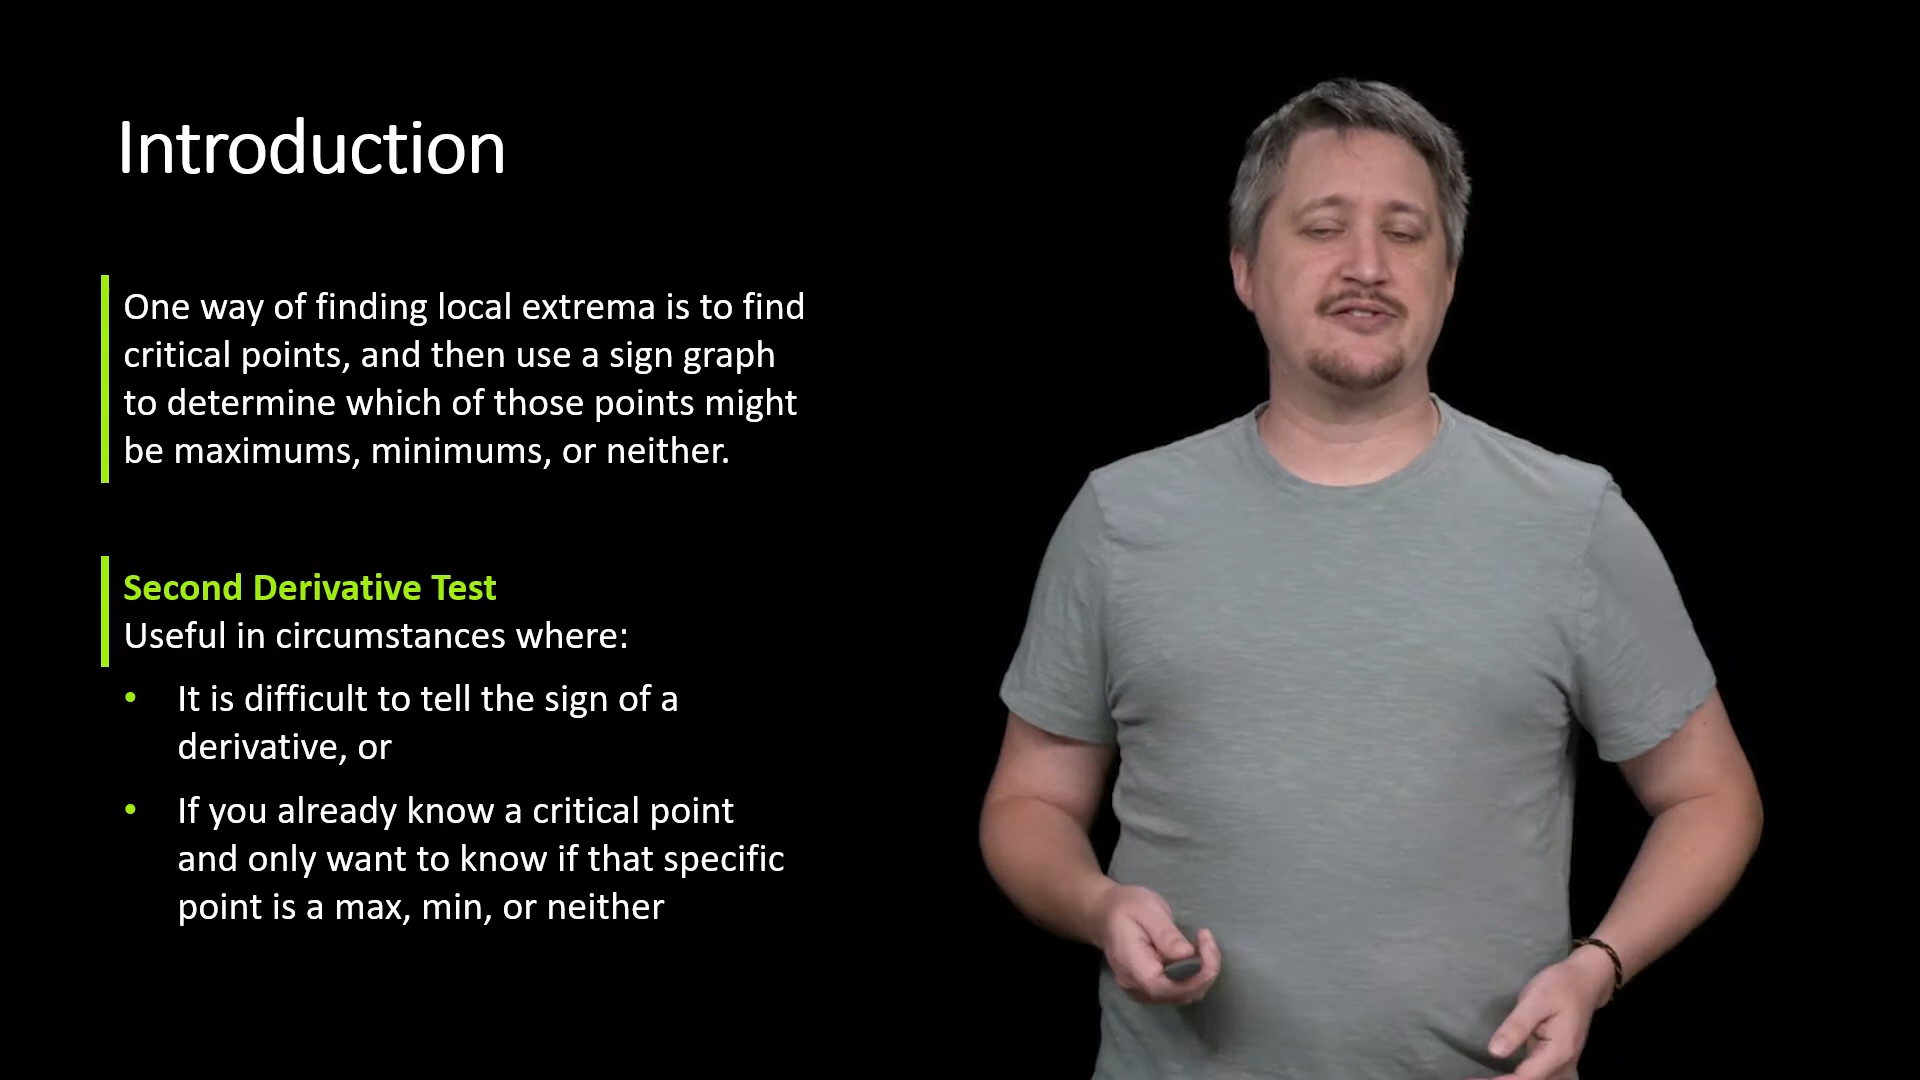 Introduction
One way of finding local extrema is to find
critical points, and then use a sign graph
to determine which of those points might
be maximums, minimums, or neither.
Second Derivative Test
Useful in circumstances where:
• It is difficult to tell the sign of a
derivative, or
• If you already know a critical point
and only want to know if that specific
point is a max, min, or neither